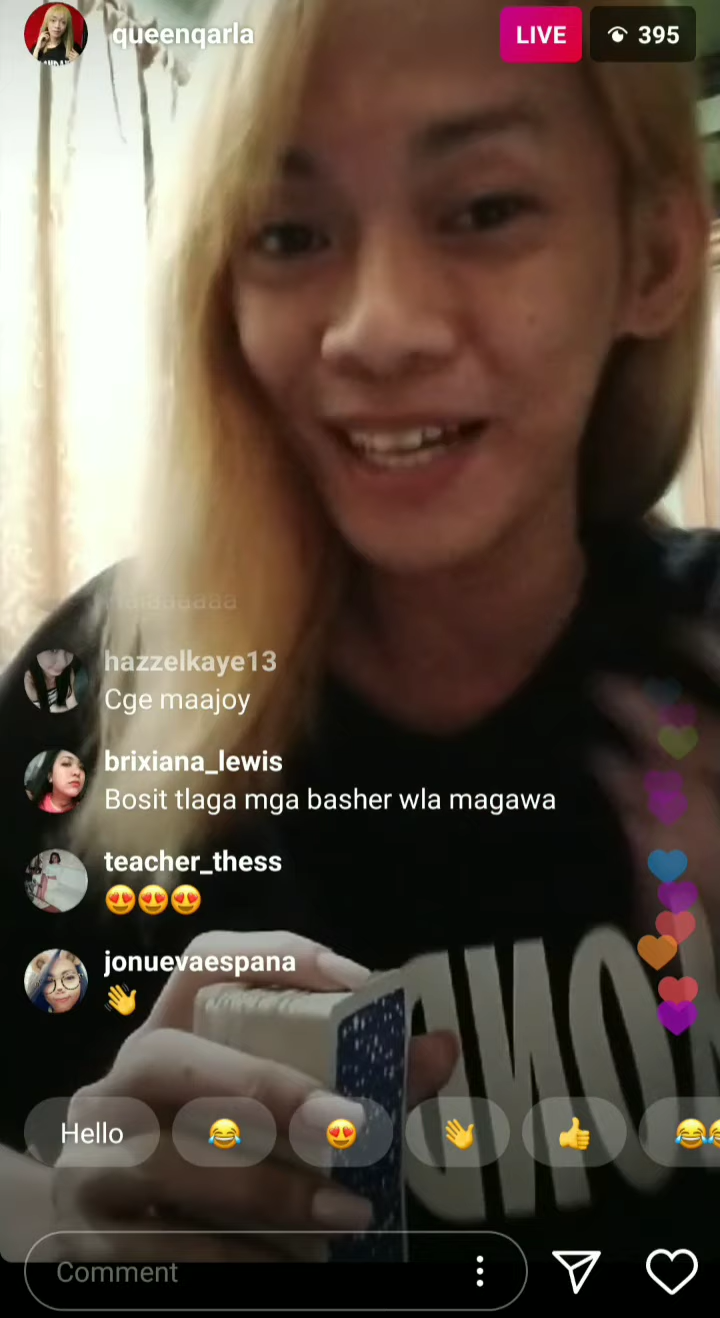 queenqarla
LIVE
395
hazzelkaye13
Cge maajoy
brixiana_lewis
Bosit tlaga mga basher wla magawa
teacher_thess
😍😍😍
jonuevaespana
👋
Hello 😂 😍 👋 👍 😂
Comment